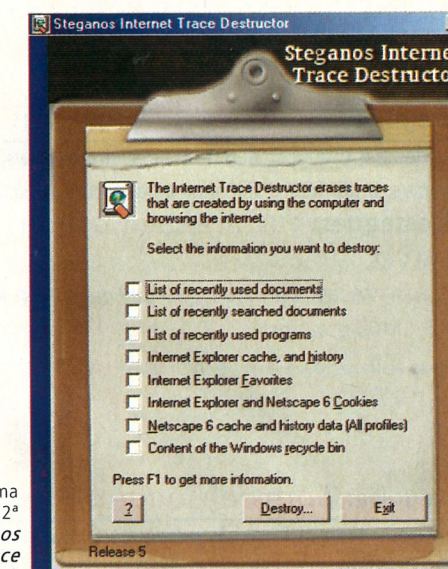 Steganos Internet Trace Destructor
Steganos Interne
Trace Destructo
The Internet Trace Destructor erases traces
that are created by using the computer and
browsing the internet.
Select the information you want to destroy:
List of recently used documents
List of recently searched documents
List of recently used programs
Internet Explorer cache, and history
Internet Explorer Favorites
Internet Explorer and Netscape 6 Cookies
Netscape 6 cache and history data (All profiles)
Content of the Windows recycle bin
Press F1 to get more information.
? Destroy... Exit
Release 5
ma
2ª
os
ce